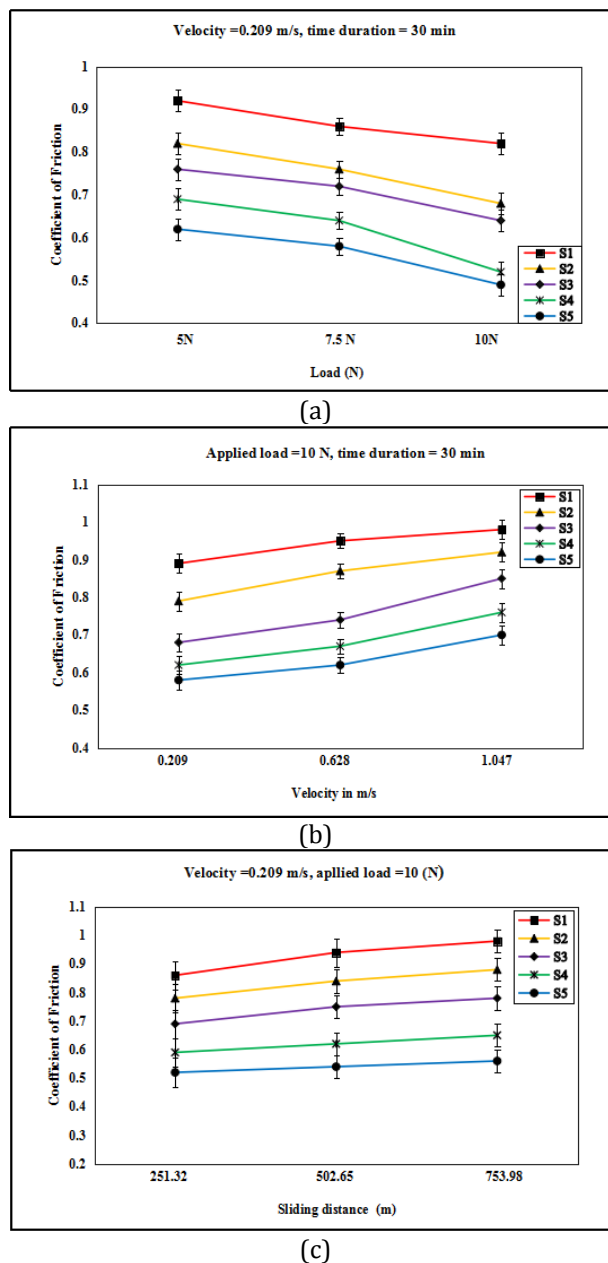 Velocity =0.209 m/s, time duration = 30 min
1
0.9
0.8
0.7
0.6
0.5
0.4
Coefficient of Friction
S1
S2
S3
S4
S5
5N 7.5 N 10N
Load (N)
(a)
Applied load =10 N, time duration = 30 min
1.1
1
0.9
0.8
0.7
0.6
0.5
0.4
Coefficient of Friction
S1
S2
S3
S4
S5
0.209 0.628 1.047
Velocity in m/s
(b)
Velocity =0.209 m/s, apllied load =10 (N)
1.1
1
0.9
0.8
0.7
0.6
0.5
0.4
0.3
0.2
Coefficient of Friction
S1
S2
S3
S4
S5
251.32 502.65 753.98
Sliding distance (m)
(c)